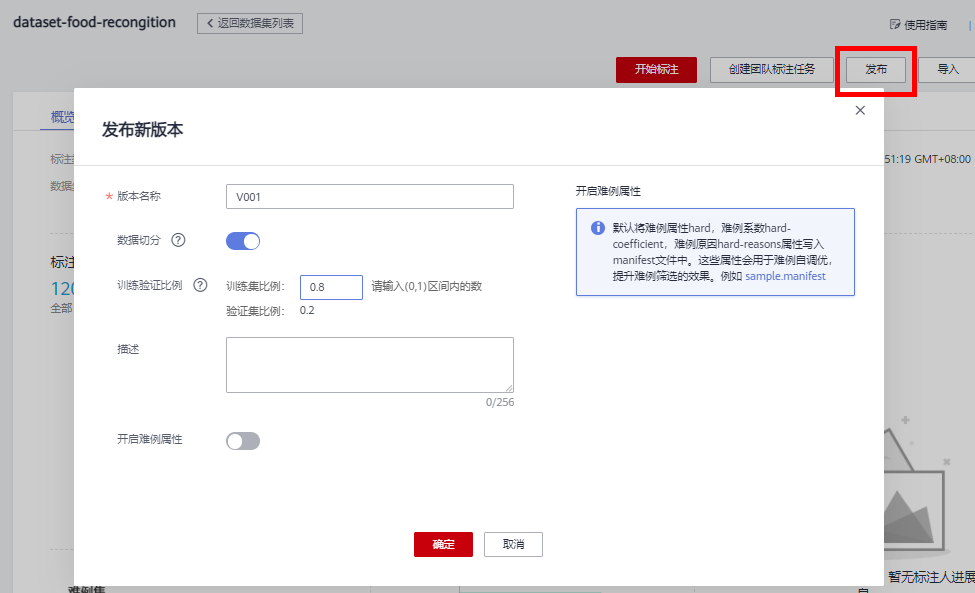 dataset-food-recongition
返回数据集列表
使用指南
开始标注
创建团队标注任务
发布
导入
概览
发布新版本
51:19 GMT+08:00
* 版本名称
V001
数据切分
训练验证比例
训练集比例:
0.8
请输入(0,1)区间内的数
验证集比例:
0.2
描述
0/256
开启难例属性
开启难例属性
默认将难例属性hard，难例系数hard-
coefficient，难例原因hard-reasons属性写入
manifest文件中。这些属性会用于难例自调优,
提升难例筛选的效果。例如 sample.manifest
标注
数据
标注
120
全部
确定
取消
暂无标注人进展
难例集